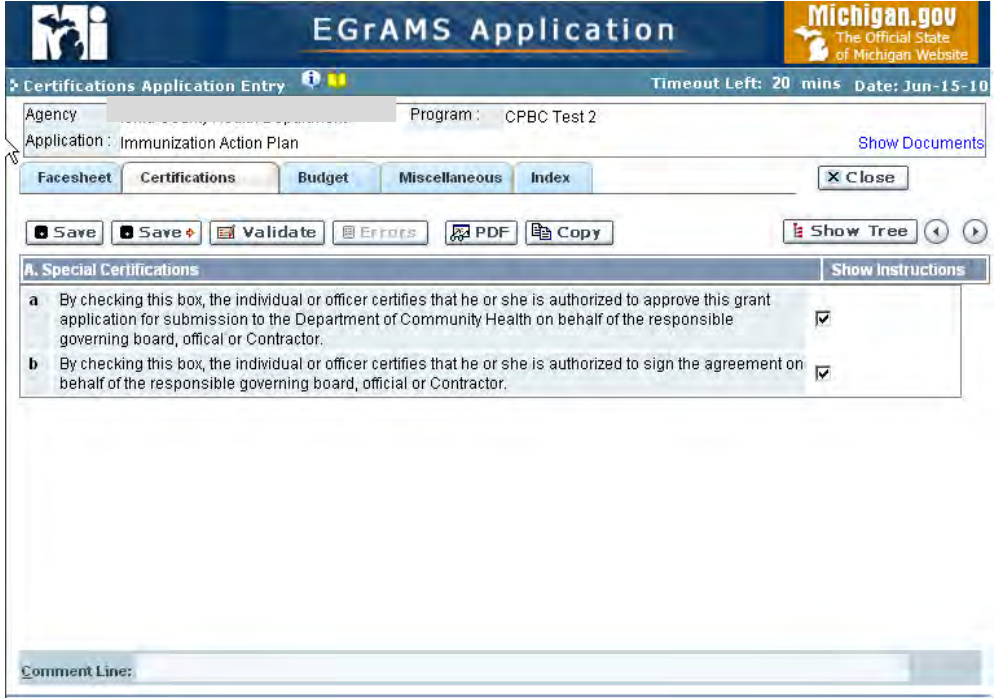 EGrAMS Application
Michigan.gov
The Official State
of Michigan Website
Certifications Application Entry
Timeout Left: 20 mins Date: Jun-15-10
Agency Program : CPBC Test 2
Application : Immunization Action Plan Show Documents
Facesheet Certifications Budget Miscellaneous Index X Close
Save Save Validate Errors PDF Copy Show Tree
A. Special Certifications Show Instructions
a By checking this box, the individual or officer certifies that he or she is authorized to approve this grant
application for submission to the Department of Community Health on behalf of the responsible
governing board, offical or Contractor.
b By checking this box, the individual or officer certifies that he or she is authorized to sign the agreement on
behalf of the responsible governing board, official or Contractor.
Comment Line: